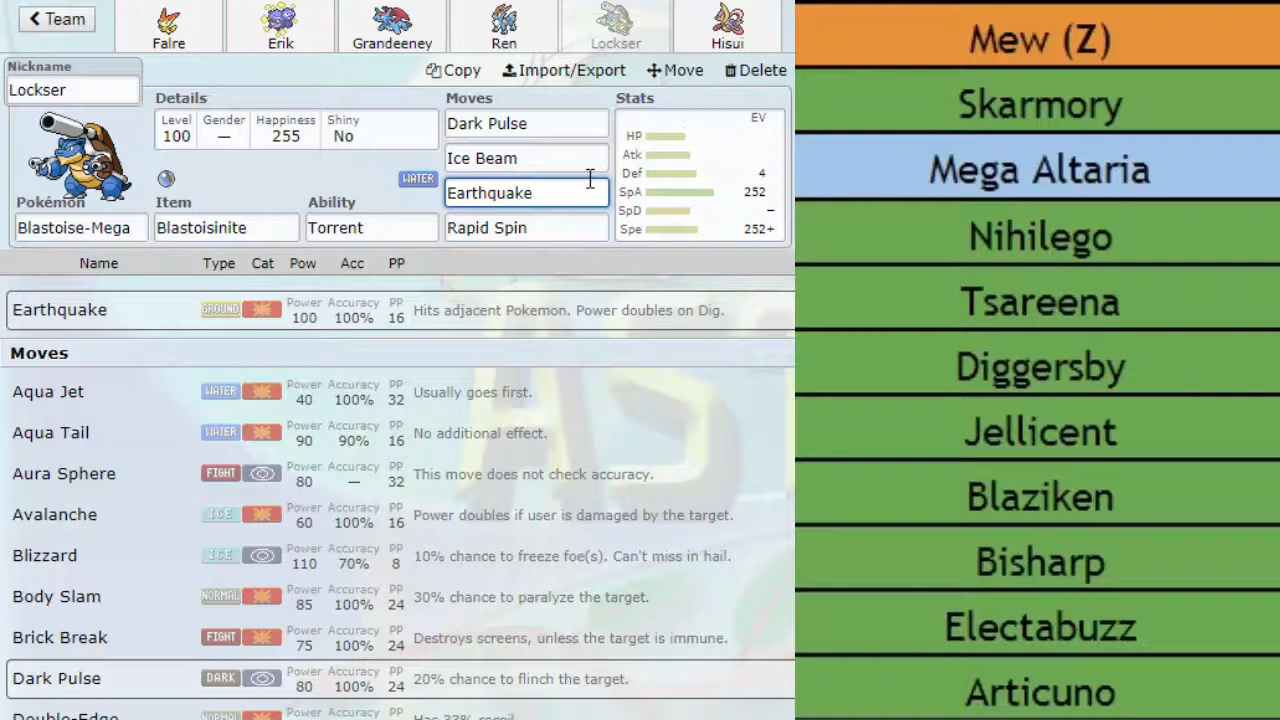 Team
Falre
Erik
Grandeeney
Ren
Lockser
Hisui
Nickname
Lockser
Copy
Import/Export
Move
Delete
Details
Level
100
Gender
—
Happiness
255
Shiny
No
WATER
Pokémon
Blastoise-Mega
Item
Blastoisinite
Ability
Torrent
Moves
Dark Pulse
Ice Beam
Earthquake
Rapid Spin
Stats
EV
HP
Atk
Def 4
SpA 252
SpD –
Spe 252+
Name Type Cat Pow Acc PP
Earthquake GROUND Power 100 Accuracy 100% PP 16 Hits adjacent Pokemon. Power doubles on Dig.
Moves
Aqua Jet WATER Power 40 Accuracy 100% PP 32 Usually goes first.
Aqua Tail WATER Power 90 Accuracy 90% PP 16 No additional effect.
Aura Sphere FIGHT Power 80 Accuracy — PP 32 This move does not check accuracy.
Avalanche ICE Power 60 Accuracy 100% PP 16 Power doubles if user is damaged by the target.
Blizzard ICE Power 110 Accuracy 70% PP 8 10% chance to freeze foe(s). Can't miss in hail.
Body Slam NORMAL Power 85 Accuracy 100% PP 24 30% chance to paralyze the target.
Brick Break FIGHT Power 75 Accuracy 100% PP 24 Destroys screens, unless the target is immune.
Dark Pulse DARK Power 80 Accuracy 100% PP 24 20% chance to flinch the target.
Double-Edge NORMAL Power Accuracy PP Has 33% recoil.
Mew (Z)
Skarmory
Mega Altaria
Nihilego
Tsareena
Diggersby
Jellicent
Blaziken
Bisharp
Electabuzz
Articuno